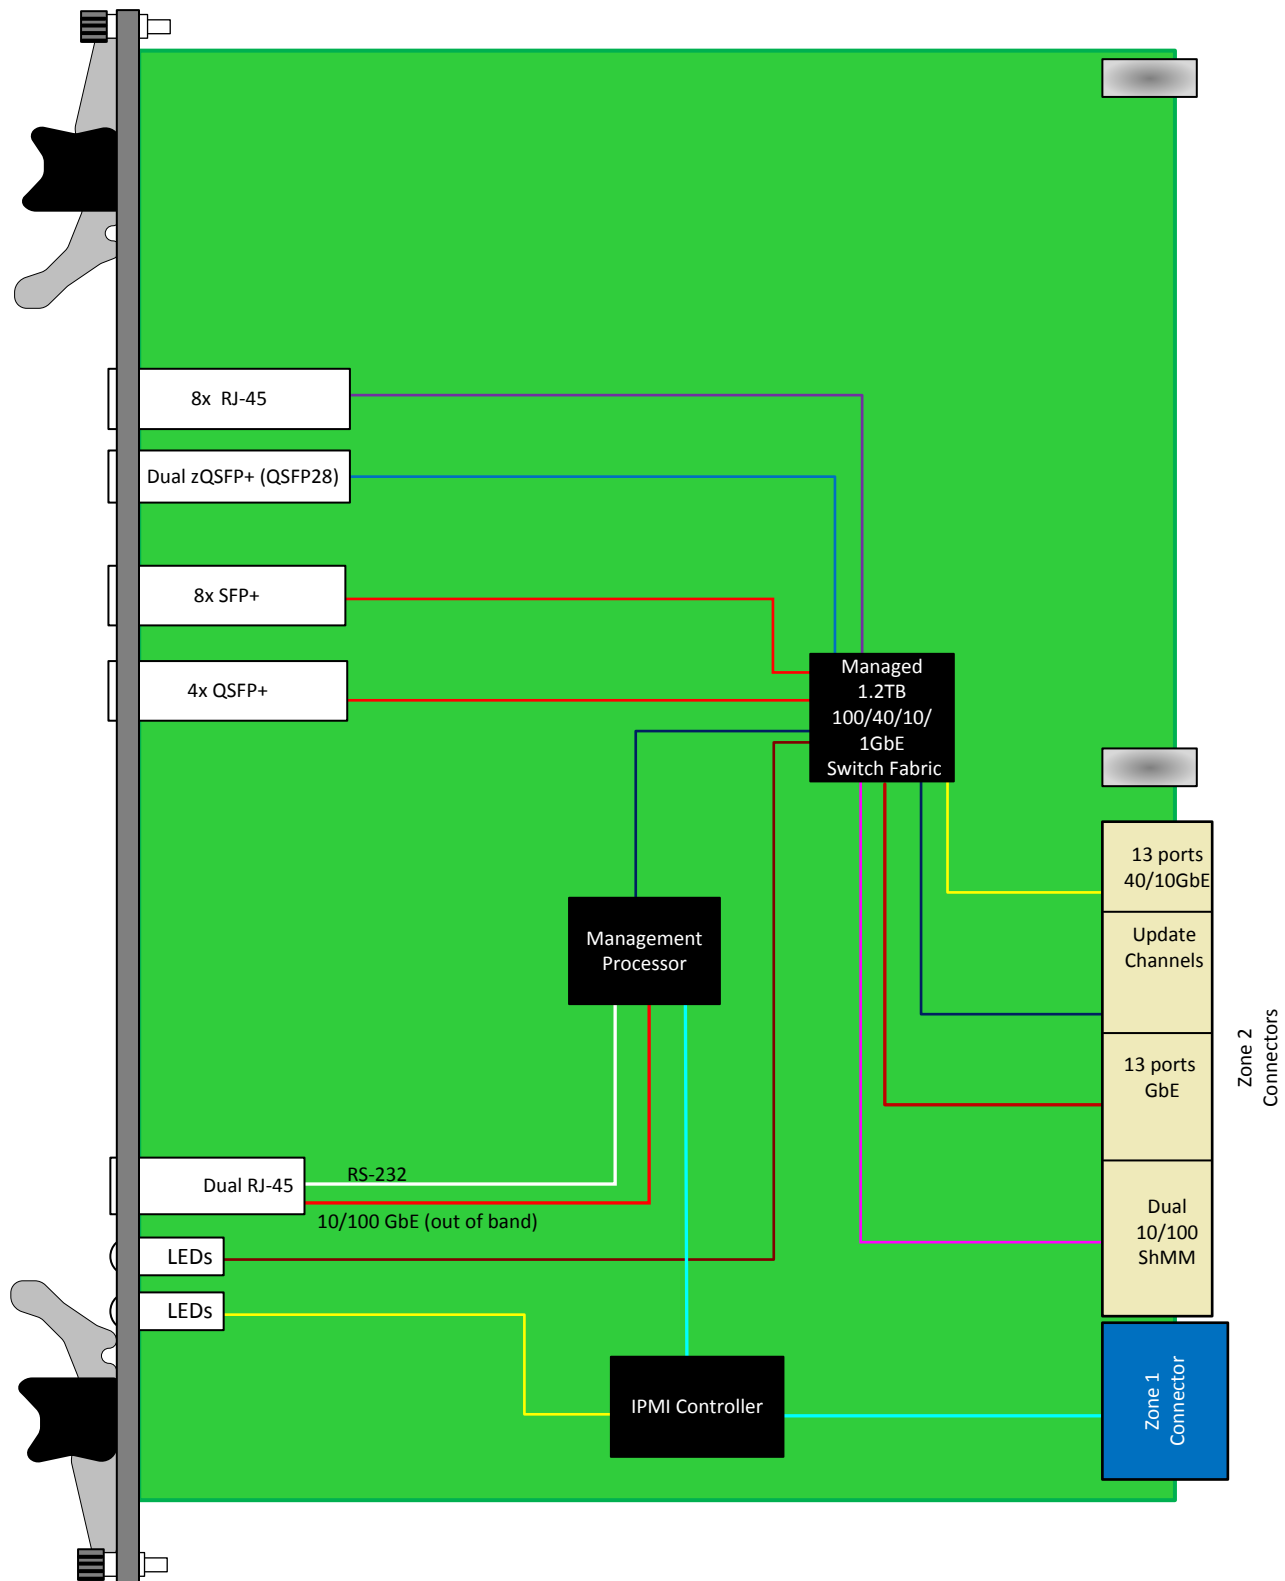 8x RJ-45
Dual zQSFP+ (QSFP28)
8x SFP+
4x QSFP+
Managed
1.2TB
100/40/10/
1GbE
Switch Fabric
13 ports
40/10GbE
Update
Channels
Management
Processor
Zone 2
Connectors
13 ports
GbE
Dual RJ-45
RS-232
10/100 GbE (out of band)
Dual
10/100
ShMM
LEDs
LEDs
IPMI Controller
Zone 1
Connector